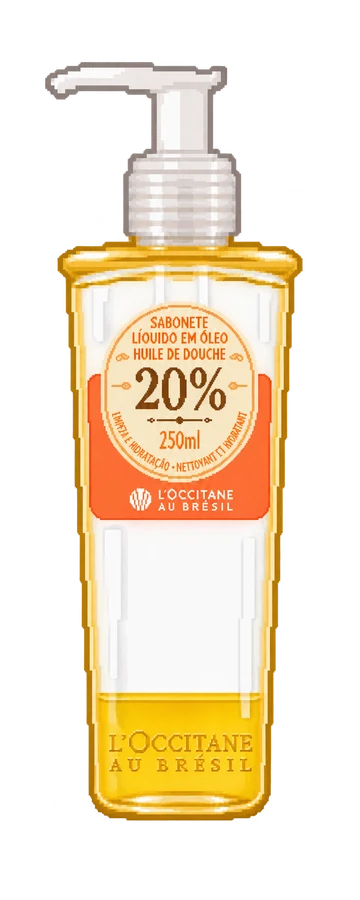 SABONETE
LÍQUIDO EM ÓLEO
HUILE DE DOUCHE
20%
250ml
LIMPEZA E HIDRATAÇÃO • NETTOYANT ET HYDRATANT
L'OCCITANE
AU BRÉSIL
L'OCCITANE
AU BRÉSIL